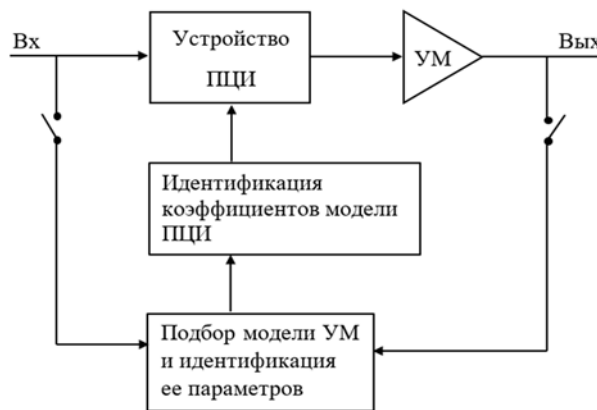 Вх
Устройство
ПЦИ
УМ
Вых
Идентификация
коэффициентов модели
ПЦИ
Подбор модели УМ
и идентификация
ее параметров